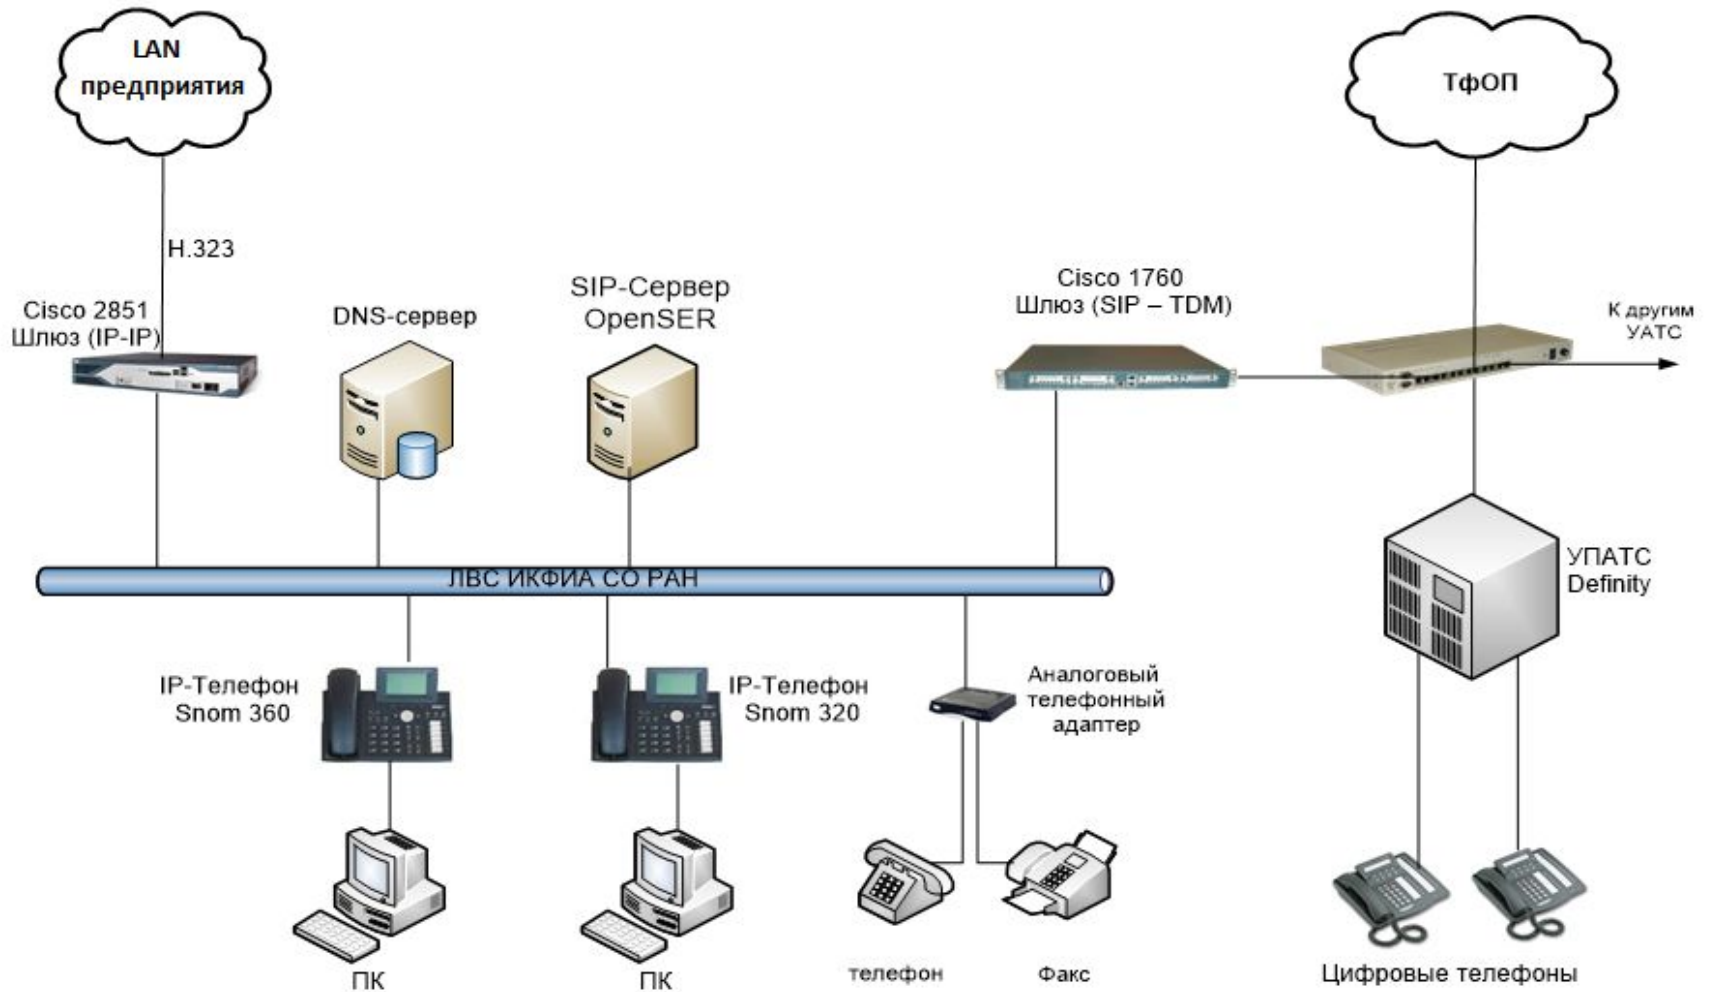 LAN
предприятия
ТфОП
H.323
Cisco 2851
Шлюз (IP-IP)
DNS-сервер
SIP-Сервер
OpenSER
Cisco 1760
Шлюз (SIP – TDM)
К другим
УАТС
ЛВС ИКФИА СО РАН
УПАТС
Definity
IP-Телефон
Snom 360
IP-Телефон
Snom 320
Аналоговый
телефонный
адаптер
ПК
ПК
телефон
Факс
Цифровые телефоны